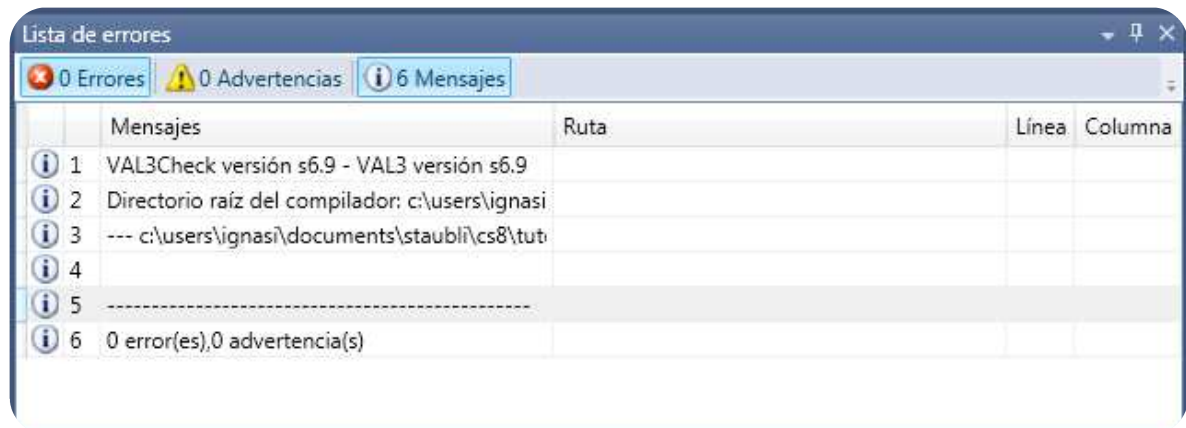 Lista de errores
0 Errores 0 Advertencias 6 Mensajes
Mensajes Ruta Línea Columna
1 VAL3Check versión s6.9 - VAL3 versión s6.9
2 Directorio raíz del compilador: c:\users\ignasi
3 --- c:\users\ignasi\documents\staubli\cs8\tut
4
5 -----------------------------------------------
6 0 error(es),0 advertencia(s)